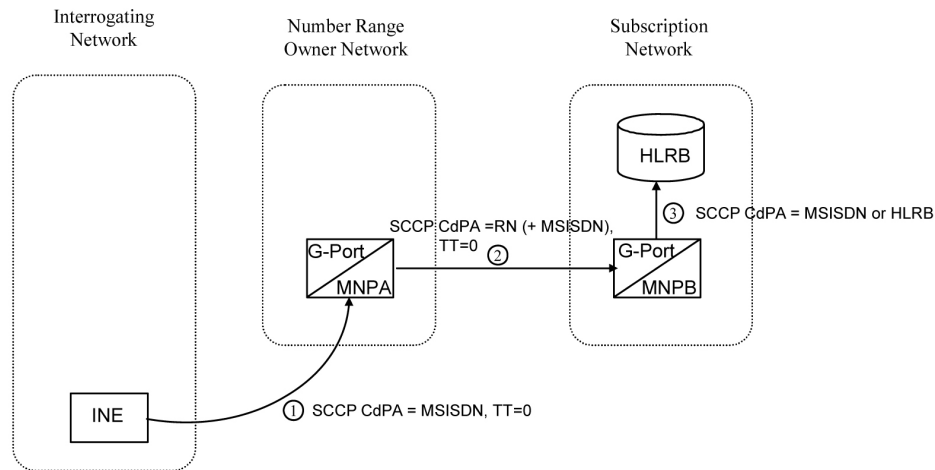 Interrogating
Network
Number Range
Owner Network
Subscription
Network
HLRB
③ SCCP CdPA = MSISDN or HLRB
SCCP CdPA =RN (+ MSISDN),
TT=0
②
G-Port
MNPA
G-Port
MNPB
① SCCP CdPA = MSISDN, TT=0
INE